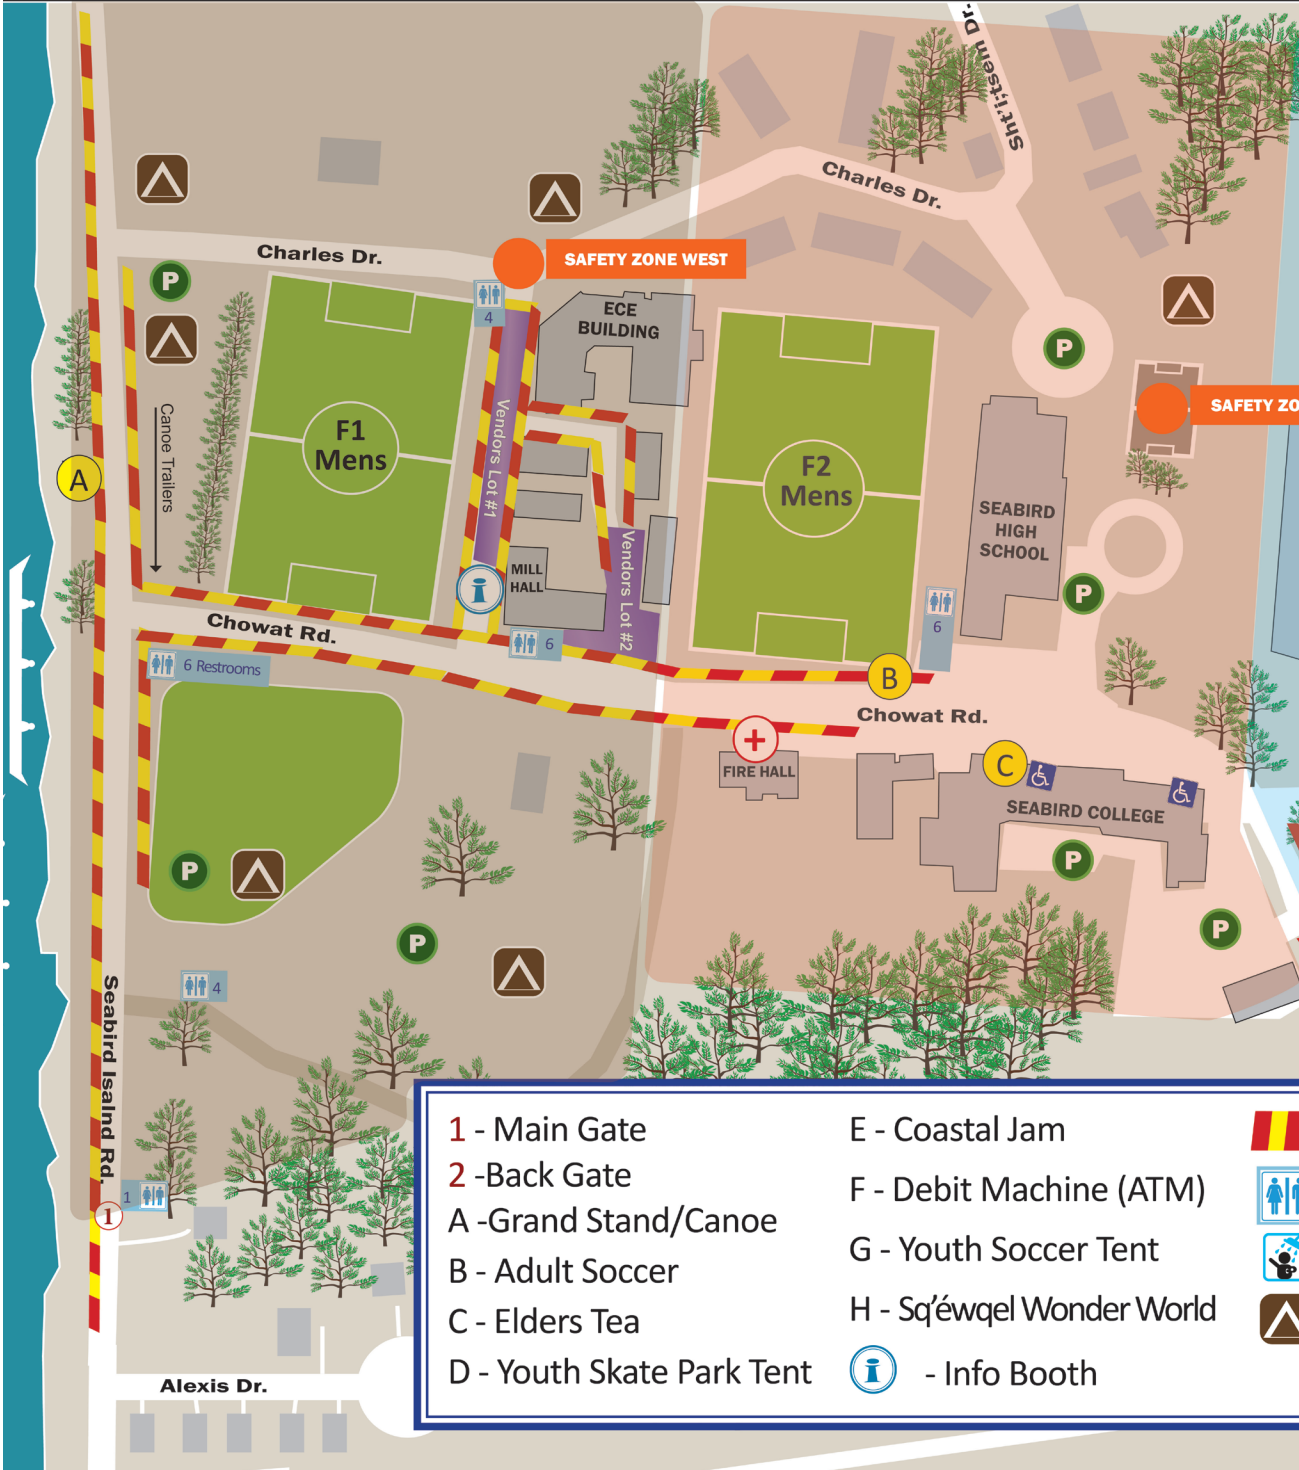 Sht'i;tsem Dr.
Charles Dr.
Charles Dr.
SAFETY ZONE WEST
P
4
ECE
BUILDING
P
SAFETY ZO
Canoe Trailers
F1
Mens
Vendors Lot #1
F2
Mens
A
SEABIRD
HIGH
SCHOOL
MILL
HALL
Vendors Lot #2
P
i
6
Chowat Rd.
6
6 Restrooms
B
Chowat Rd.
FIRE HALL
C
SEABIRD COLLEGE
P
P
P
P
4
Seabird Isalnd Rd.
1
1
Alexis Dr.
1 - Main Gate
2 -Back Gate
A -Grand Stand/Canoe
B - Adult Soccer
C - Elders Tea
D - Youth Skate Park Tent
E - Coastal Jam
F - Debit Machine (ATM)
G - Youth Soccer Tent
H - Sq'éwqel Wonder World
i - Info Booth